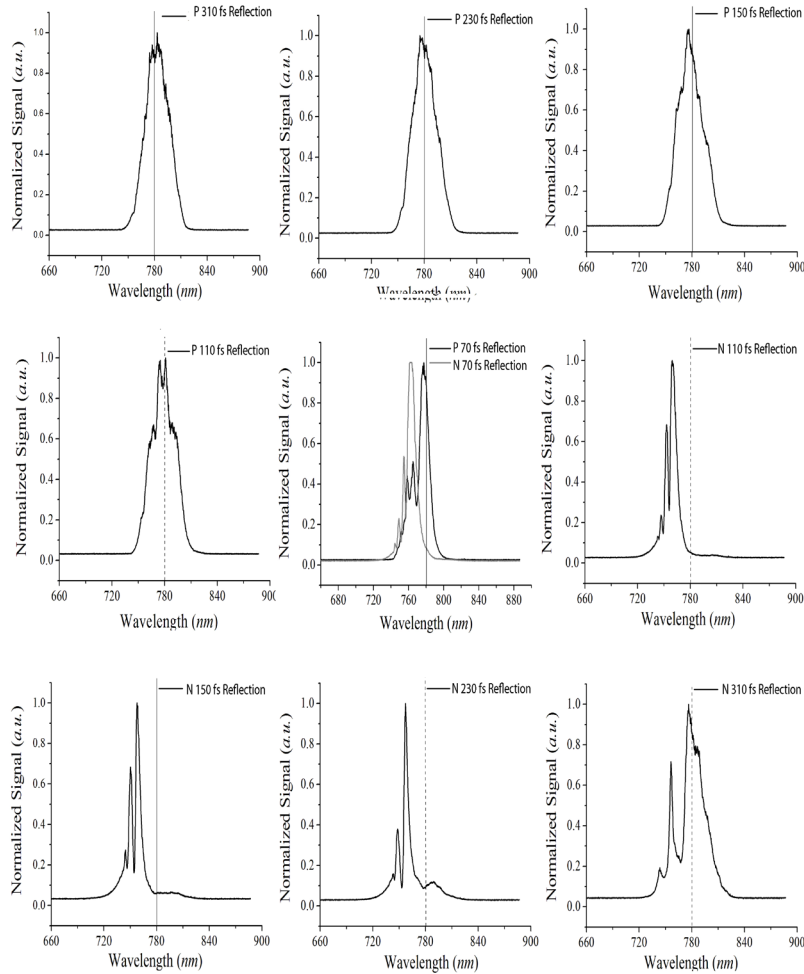 P 310 fs Reflection
Normalized Signal (a.u.)
1.0
0.8
0.6
0.4
0.2
0.0
660 720 780 840 900
Wavelength (nm)
P 230 fs Reflection
Normalized Signal (a.u.)
1.0
0.8
0.6
0.4
0.2
0.0
660 720 780 840 900
Wavelength (nm)
P 150 fs Reflection
Normalized Signal (a.u.)
1.0
0.8
0.6
0.4
0.2
0.0
660 720 780 840 900
Wavelength (nm)
P 110 fs Reflection
Normalized Signal (a.u.)
1.0
0.8
0.6
0.4
0.2
0.0
660 720 780 840 900
Wavelength (nm)
P 70 fs Reflection
N 70 fs Reflection
Normalized Signal (a.u.)
1.0
0.8
0.6
0.4
0.2
0.0
680 720 760 800 840 880
Wavelength (nm)
N 110 fs Reflection
Normalized Signal (a.u.)
1.0
0.8
0.6
0.4
0.2
0.0
660 720 780 840 900
Wavelength (nm)
N 150 fs Reflection
Normalized Signal (a.u.)
1.0
0.8
0.6
0.4
0.2
0.0
660 720 780 840 900
Wavelength (nm)
N 230 fs Reflection
Normalized Signal (a.u.)
1.0
0.8
0.6
0.4
0.2
0.0
660 720 780 840 900
Wavelength (nm)
N 310 fs Reflection
Normalized Signal (a.u.)
1.0
0.8
0.6
0.4
0.2
0.0
660 720 780 840 900
Wavelength (nm)